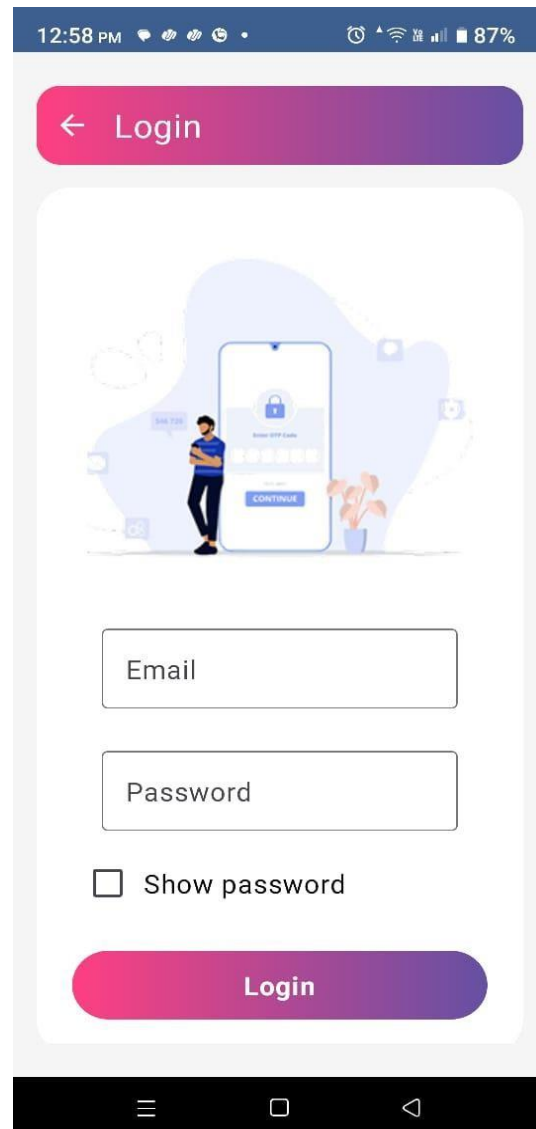 12:58 PM
87%
Login
Enter OTP Code
CONTINUE
Email
Password
Show password
Login